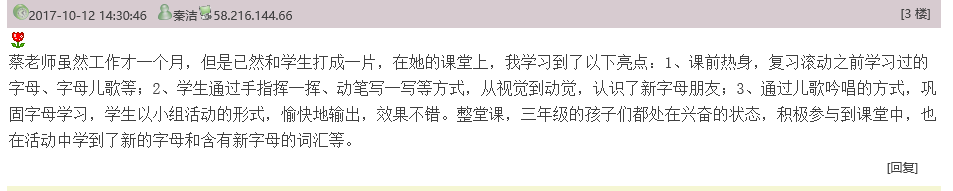 2017-10-12 14:30:46 秦洁 58.216.144.66 [3 楼]
蔡老师虽然工作才一个月，但是已然和学生打成一片，在她的课堂上，我学习到了以下亮点：1、课前热身，复习滚动之前学习过的
字母、字母儿歌等；2、学生通过手指挥一挥、动笔写一写等方式，从视觉到动觉，认识了新字母朋友；3、通过儿歌吟唱的方式，巩
固字母学习，学生以小组活动的形式，愉快地输出，效果不错。整堂课，三年级的孩子们都处在兴奋的状态，积极参与到课堂中，也
在活动中学到了新的字母和含有新字母的词汇等。
[回复]